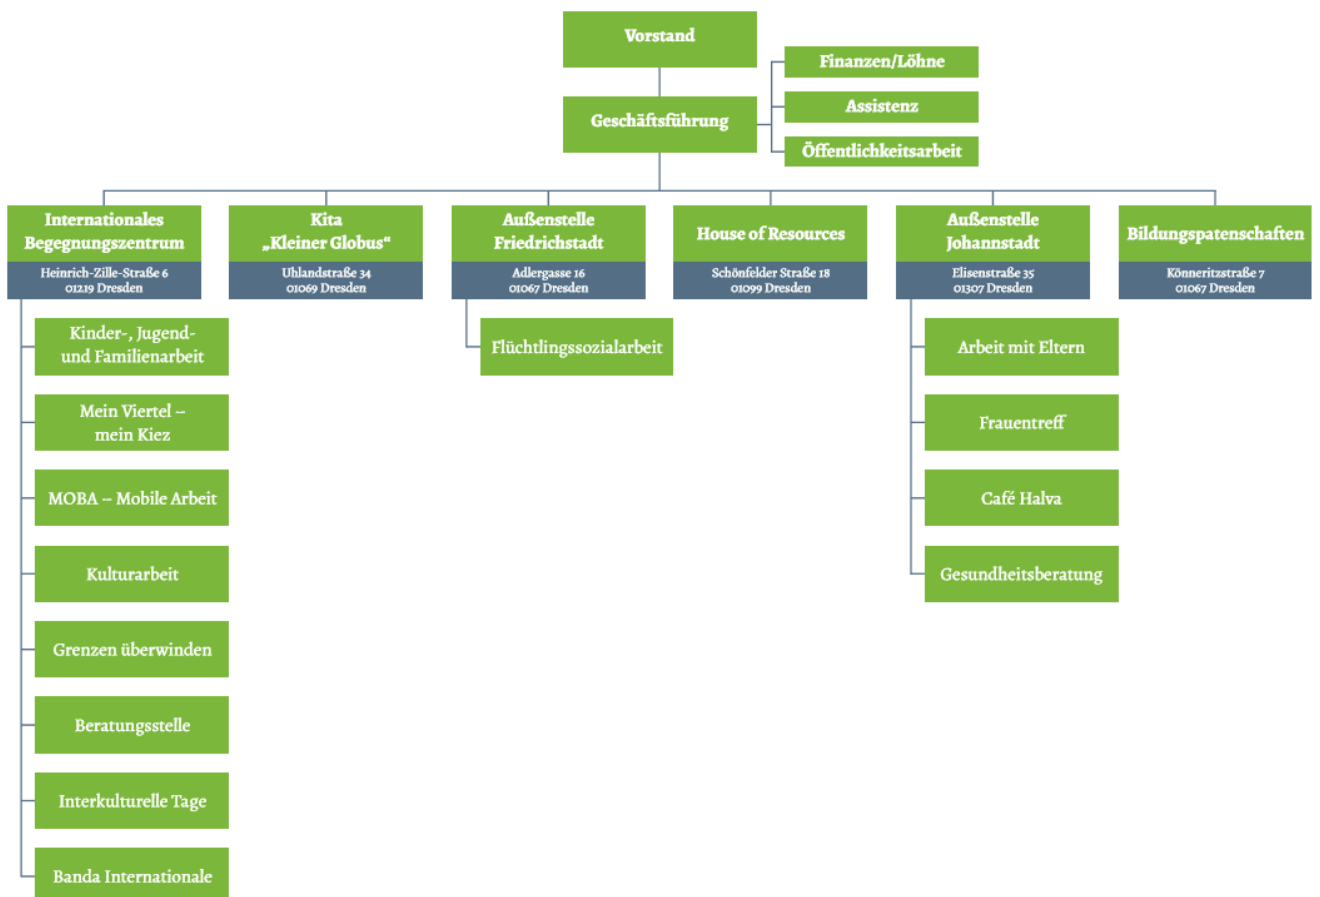 Vorstand
Geschäftsführung
Finanzen/Löhne
Assistenz
Öffentlichkeitsarbeit
Internationales
Begegnungszentrum
Heinrich-Zille-Straße 6
01219 Dresden
Kinder-, Jugend-
und Familienarbeit
Mein Viertel –
mein Kiez
MOBA – Mobile Arbeit
Kulturarbeit
Grenzen überwinden
Beratungsstelle
Interkulturelle Tage
Banda Internationale
Kita
„Kleiner Globus“
Uhlandstraße 34
01069 Dresden
Außenstelle
Friedrichstadt
Adlergasse 16
01067 Dresden
Flüchtlingssozialarbeit
House of Resources
Schönfelder Straße 18
01099 Dresden
Außenstelle
Johannstadt
Elisenstraße 35
01307 Dresden
Arbeit mit Eltern
Frauentreff
Café Halva
Gesundheitsberatung
Bildungspatenschaften
Könneritzstraße 7
01067 Dresden